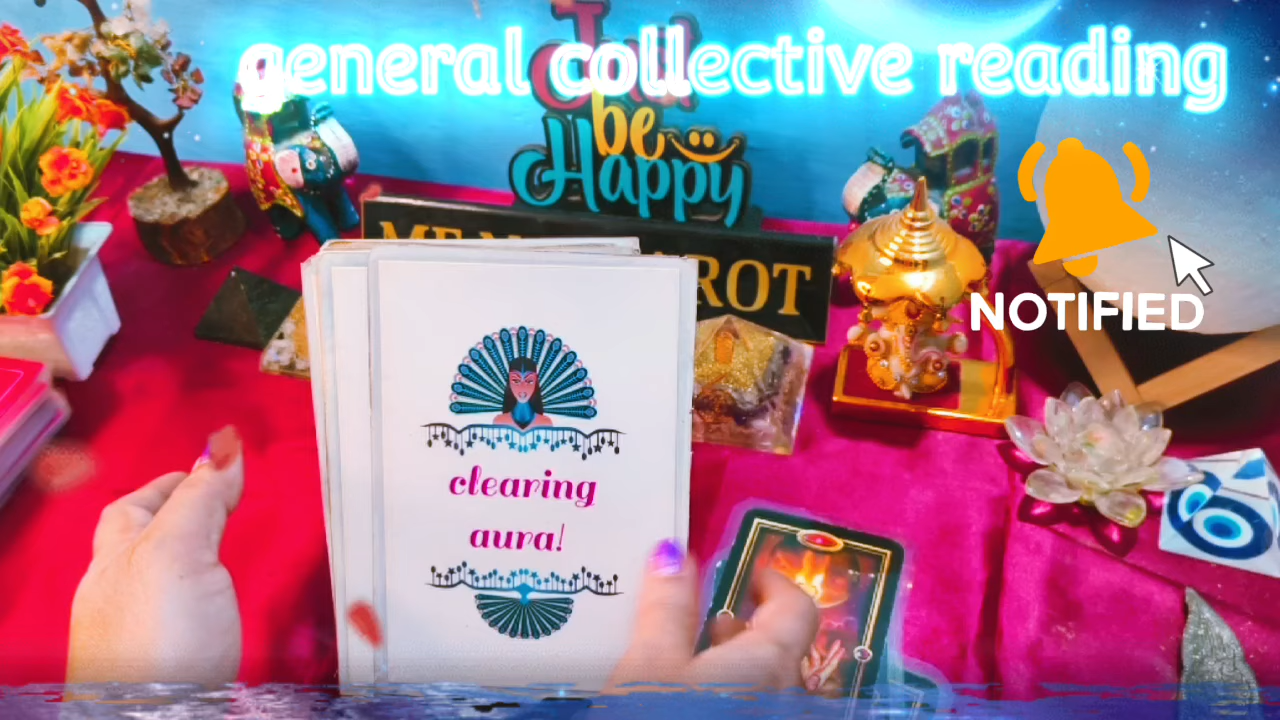 general collective reading
Just
be
Happy
ROT
NOTIFIED
clearing
aura!